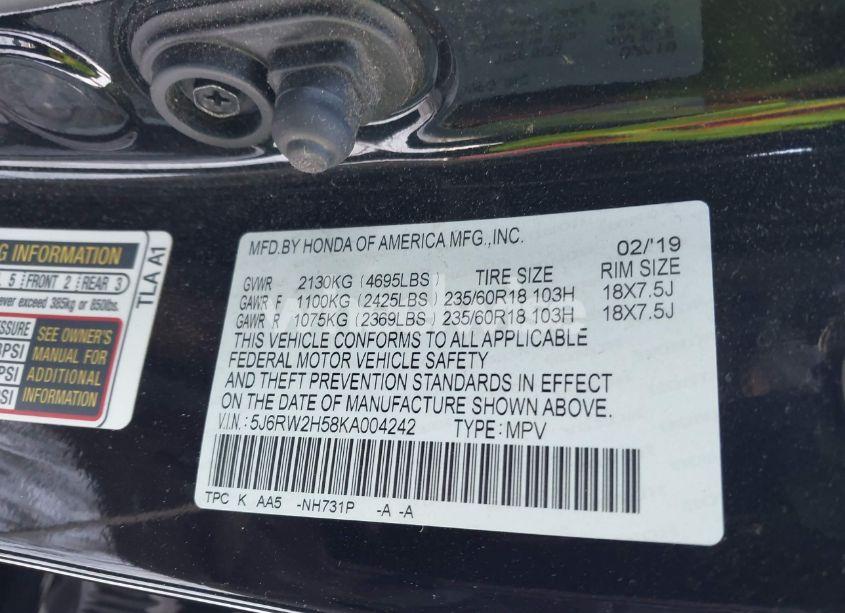 G INFORMATION
5 FRONT 2 REAR 3
ever exceed 385kg or 850lbs.
TLA A1
SSURE
SEE OWNER'S
MANUAL FOR
ADDITIONAL
INFORMATION
PSI
PSI
PSI
MFD.BY HONDA OF AMERICA MFG.,INC. 02/'19
GVWR 2130KG (4695LBS) TIRE SIZE RIM SIZE
GAWR F 1100KG (2425LBS) 235/60R18 103H 18X7.5J
GAWR R 1075KG (2369LBS) 235/60R18 103H 18X7.5J
THIS VEHICLE CONFORMS TO ALL APPLICABLE
FEDERAL MOTOR VEHICLE SAFETY
AND THEFT PREVENTION STANDARDS IN EFFECT
ON THE DATE OF MANUFACTURE SHOWN ABOVE.
V.I.N.: 5J6RW2H58KA004242 TYPE: MPV
TPC K AA5 -NH731P -A -A